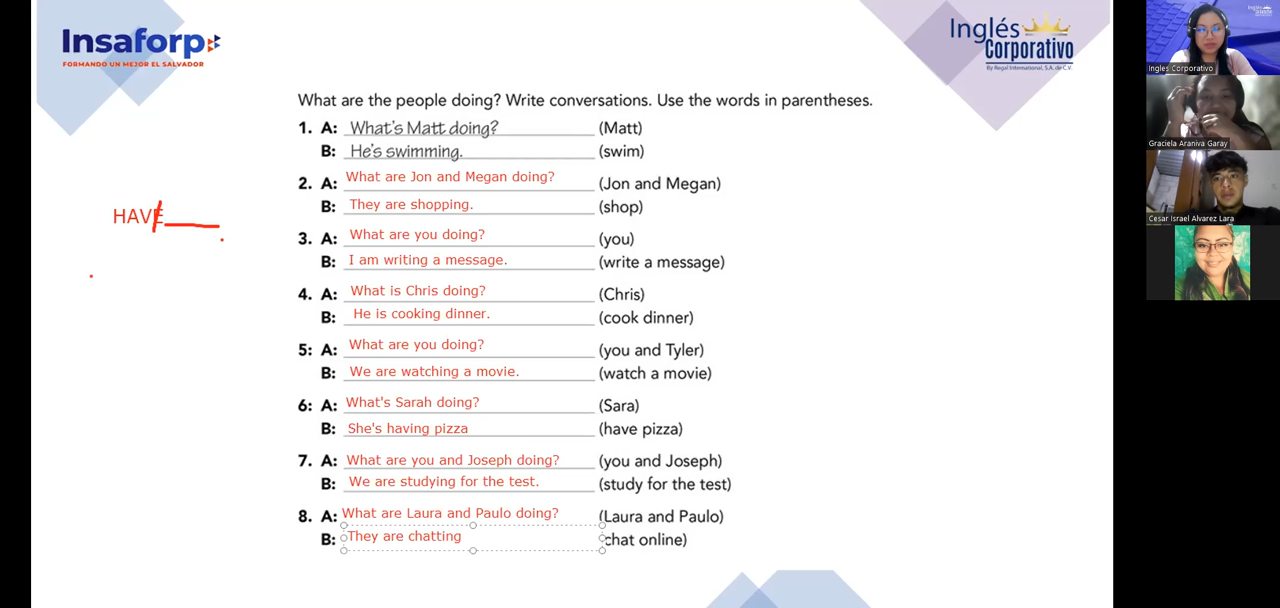 Insaforp
FORMANDO UN MEJOR EL SALVADOR
Inglés
Corporativo
By Regal International, S.A. de C.V.
What are the people doing? Write conversations. Use the words in parentheses.
1. A: What's Matt doing? (Matt)
B: He's swimming. (swim)
2. A: What are Jon and Megan doing? (Jon and Megan)
B: They are shopping. (shop)
3. A: What are you doing? (you)
B: I am writing a message. (write a message)
4. A: What is Chris doing? (Chris)
B: He is cooking dinner. (cook dinner)
5: A: What are you doing? (you and Tyler)
B: We are watching a movie. (watch a movie)
6: A: What's Sarah doing? (Sara)
B: She's having pizza (have pizza)
7. A: What are you and Joseph doing? (you and Joseph)
B: We are studying for the test. (study for the test)
8. A: What are Laura and Paulo doing? (Laura and Paulo)
B: They are chatting chat online)
HAVE
Inglés Corporativo
Graciela Araniva Garay
Cesar Israel Alvarez Lara